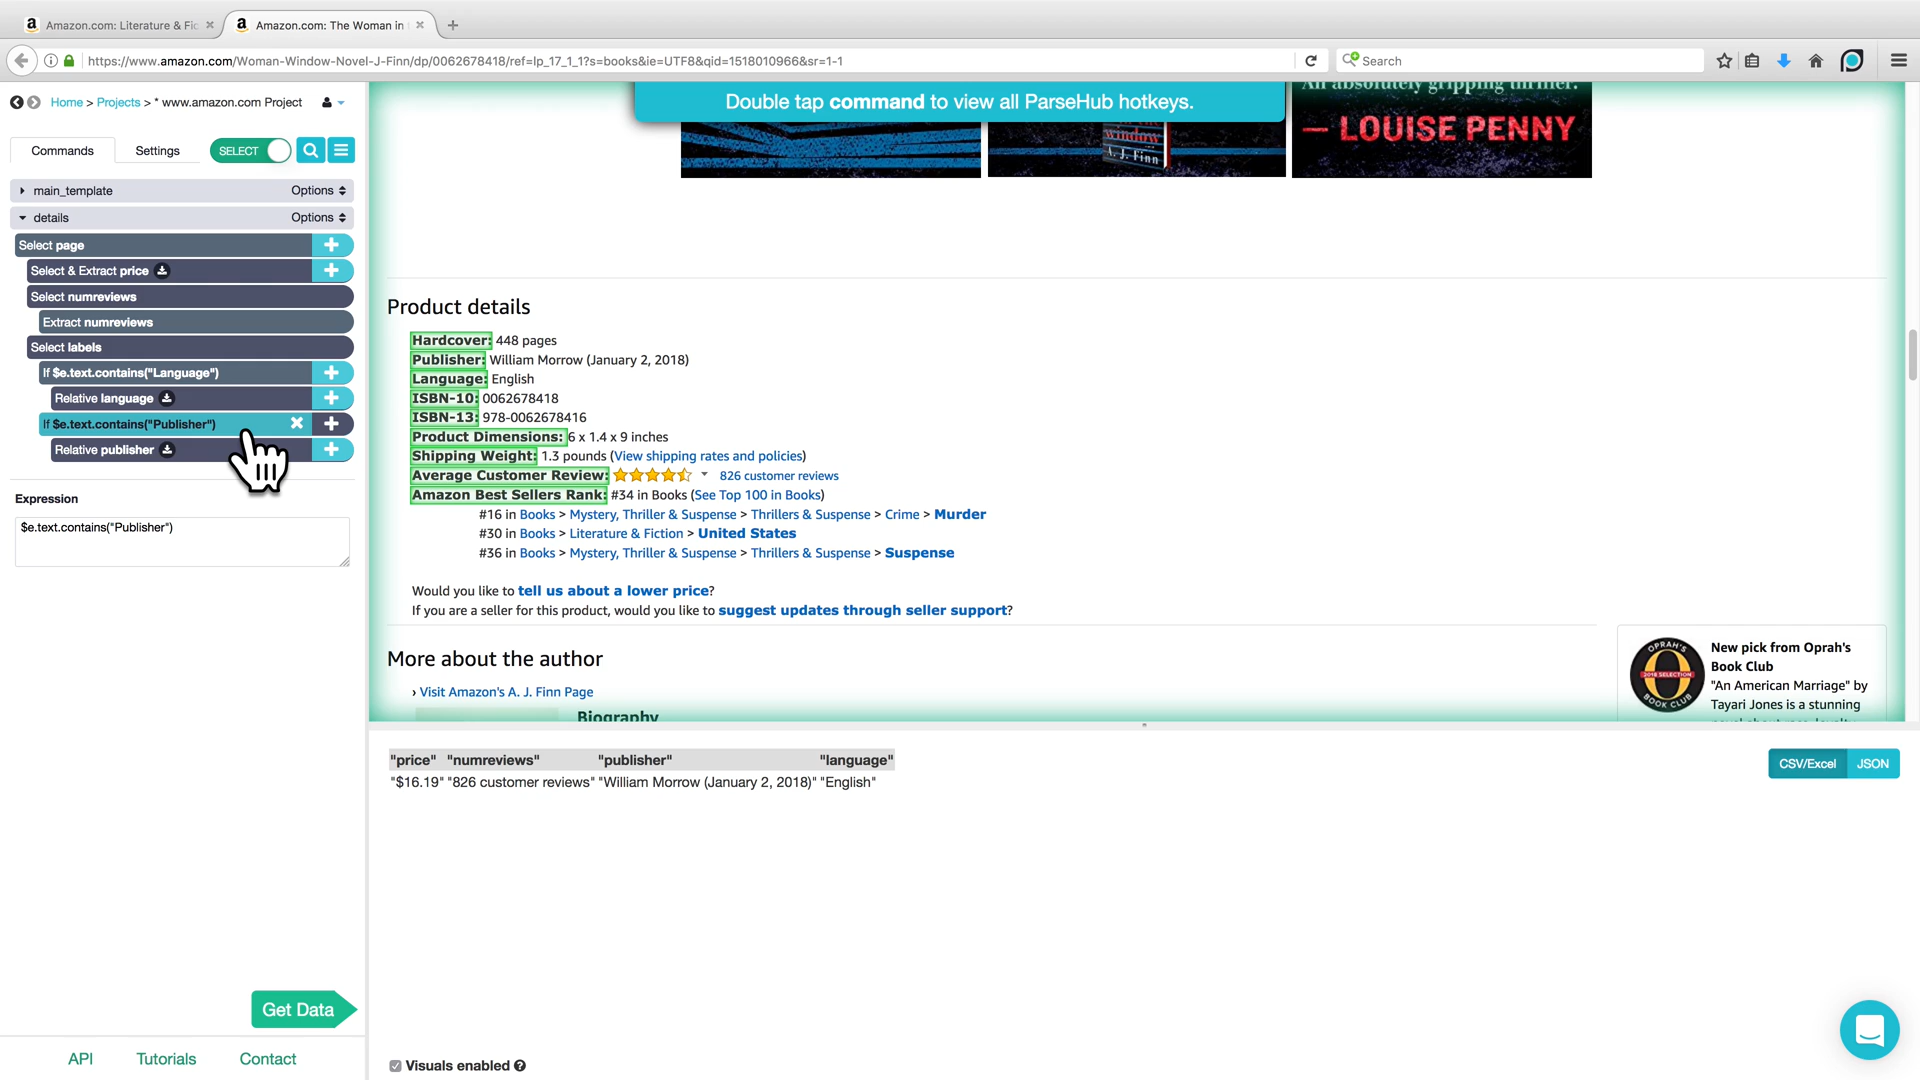 Amazon.com: Literature & Fic
Amazon.com: The Woman in
https://www.amazon.com/Woman-Window-Novel-J-Finn/dp/0062678418/ref=lp_17_1_1?s=books&ie=UTF8&qid=1518010966&sr=1-1
Search
Home > Projects > * www.amazon.com Project
Commands Settings SELECT
main_template Options
details Options
Select page
Select & Extract price
Select numreviews
Extract numreviews
Select labels
If $e.text.contains("Language")
Relative language
If $e.text.contains("Publisher")
Relative publisher
Expression
$e.text.contains("Publisher")
Get Data
API Tutorials Contact
Double tap command to view all ParseHub hotkeys.
window
A. J. Finn
An absolutely gripping thriller.
— LOUISE PENNY
Product details
Hardcover: 448 pages
Publisher: William Morrow (January 2, 2018)
Language: English
ISBN-10: 0062678418
ISBN-13: 978-0062678416
Product Dimensions: 6 x 1.4 x 9 inches
Shipping Weight: 1.3 pounds (View shipping rates and policies)
Average Customer Review: 826 customer reviews
Amazon Best Sellers Rank: #34 in Books (See Top 100 in Books)
#16 in Books > Mystery, Thriller & Suspense > Thrillers & Suspense > Crime > Murder
#30 in Books > Literature & Fiction > United States
#36 in Books > Mystery, Thriller & Suspense > Thrillers & Suspense > Suspense
Would you like to tell us about a lower price?
If you are a seller for this product, would you like to suggest updates through seller support?
More about the author
› Visit Amazon's A. J. Finn Page
Biography
OPRAH'S
2018 SELECTION
BOOK CLUB
New pick from Oprah's
Book Club
"An American Marriage" by
Tayari Jones is a stunning
"price" "numreviews" "publisher" "language"
"$16.19" "826 customer reviews" "William Morrow (January 2, 2018)" "English"
CSV/Excel JSON
Visuals enabled